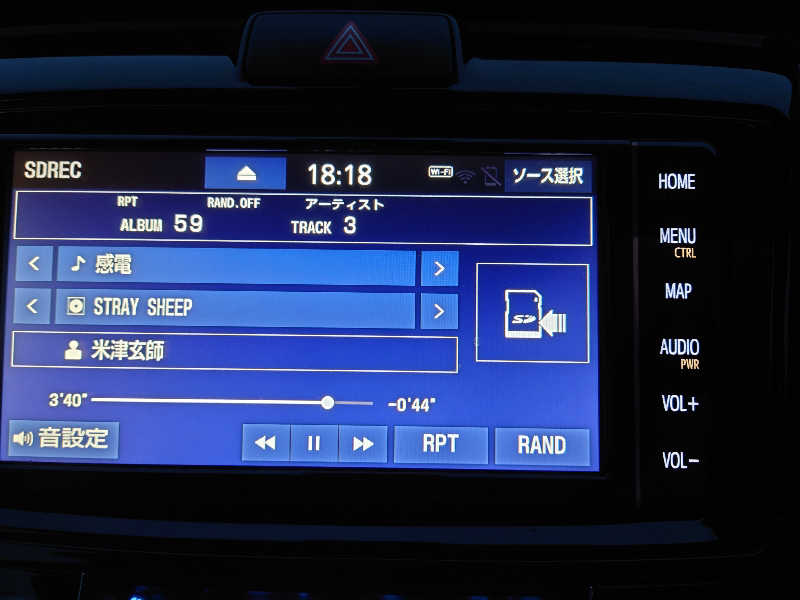 SDREC 18:18 Wi-Fi ソース選択
RPT RAND.OFF アーティスト
ALBUM 59 TRACK 3
感電
STRAY SHEEP
米津玄師
SD
3'40" -0'44"
音設定 RPT RAND
HOME
MENU
CTRL
MAP
AUDIO
PWR
VOL+
VOL-